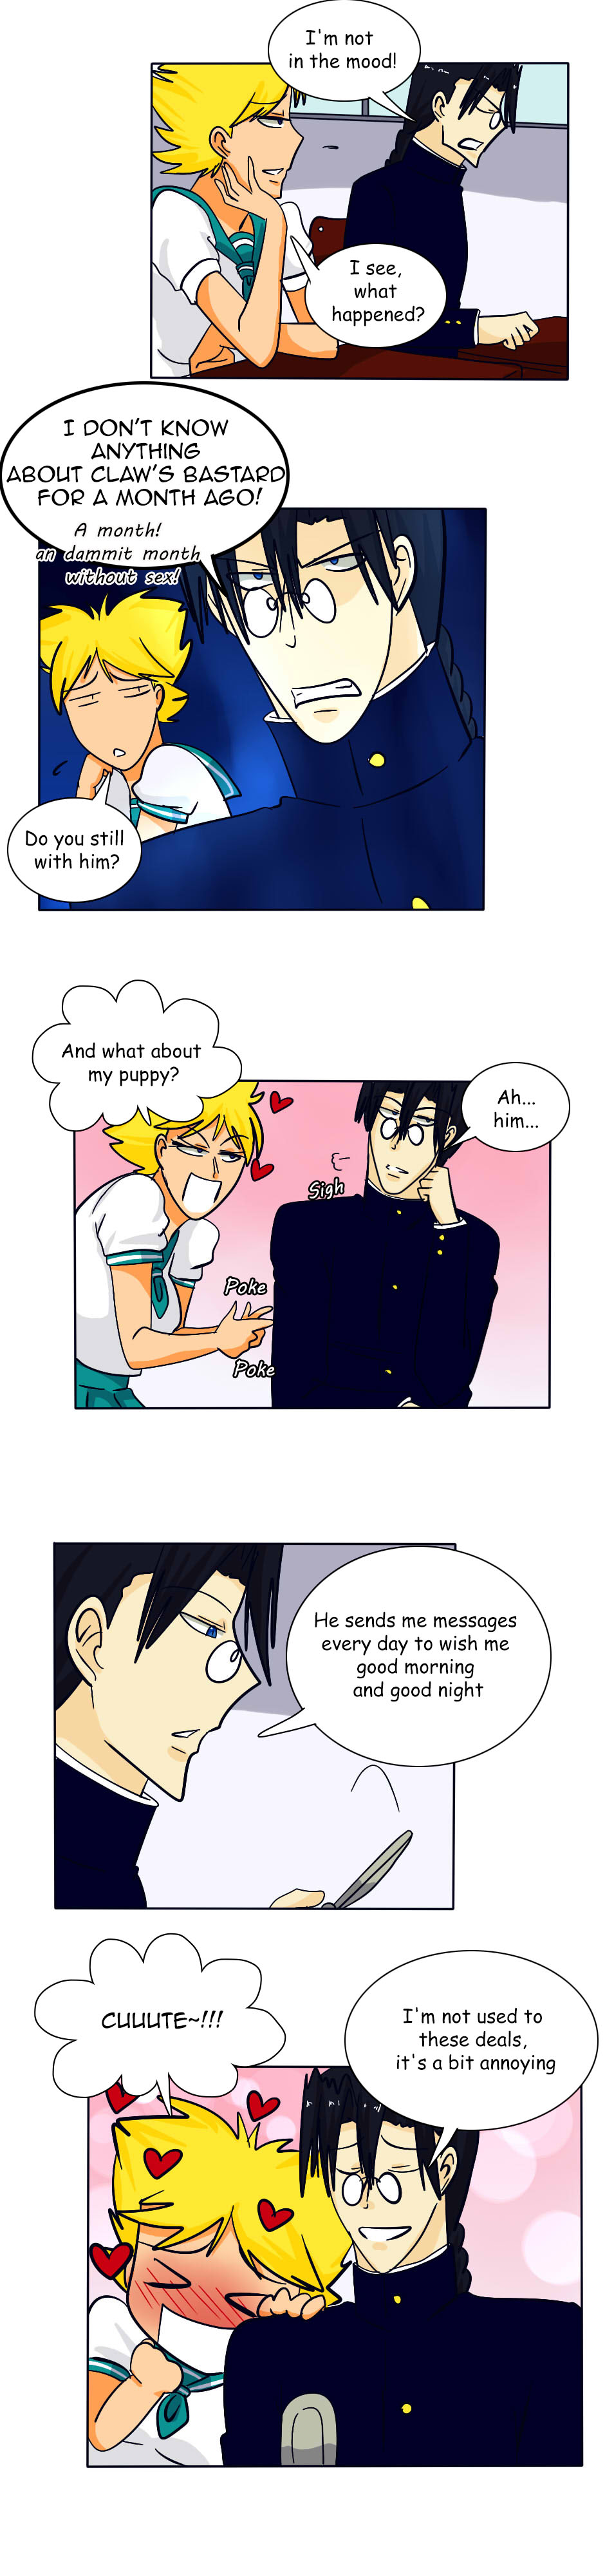 I'm not
in the mood!
I see,
what
happened?
I DON'T KNOW
ANYTHING
ABOUT CLAW'S BASTARD
FOR A MONTH AGO!
A month!
an dammit month
without sex!
Do you still
with him?
And what about
my puppy?
Ah...
him...
Sigh
Poke
Poke
He sends me messages
every day to wish me
good morning
and good night
CUUUTE~!!!
I'm not used to
these deals,
it's a bit annoying